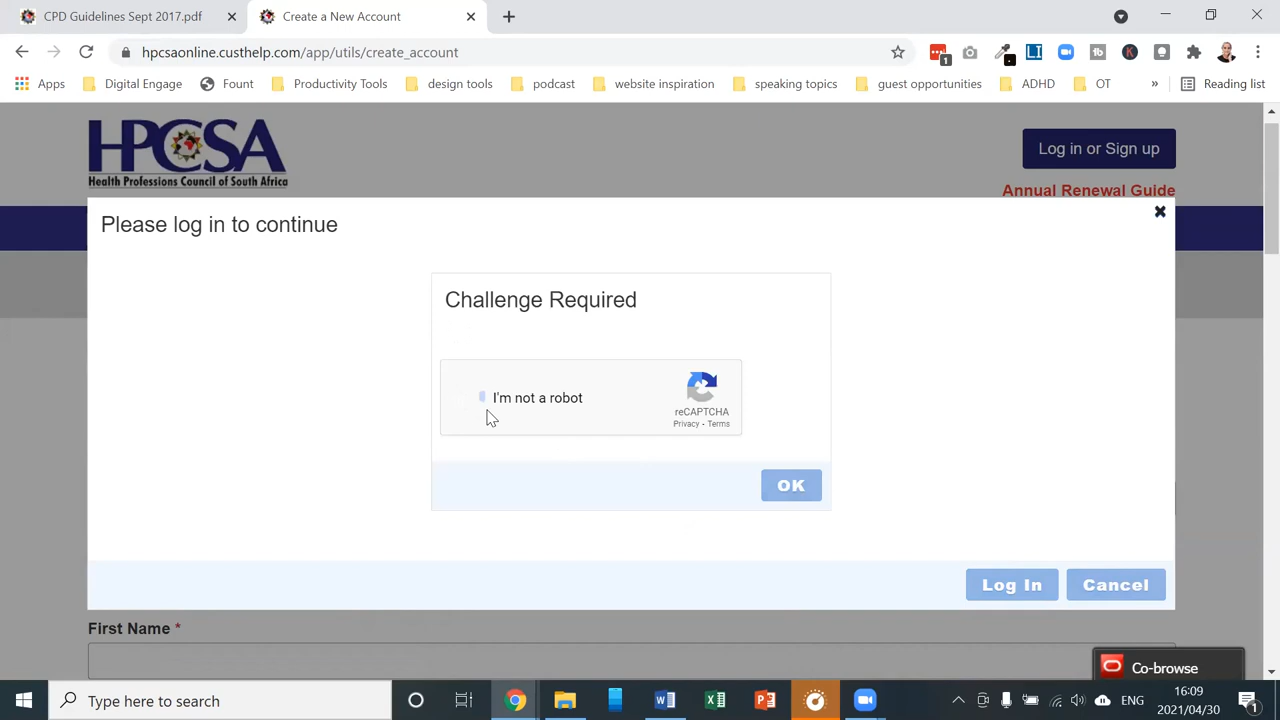 CPD Guidelines Sept 2017.pdf
Create a New Account
hpcsaonline.custhelp.com/app/utils/create_account
1
Apps Digital Engage Fount Productivity Tools design tools podcast website inspiration speaking topics guest opportunities ADHD OT » Reading list
HPCSA
Health Professions Council of South Africa
Log in or Sign up
Annual Renewal Guide
Please log in to continue
Challenge Required
I'm not a robot
reCAPTCHA
Privacy - Terms
OK
Log In Cancel
First Name *
Co-browse
Type here to search
ENG
16:09
2021/04/30
1